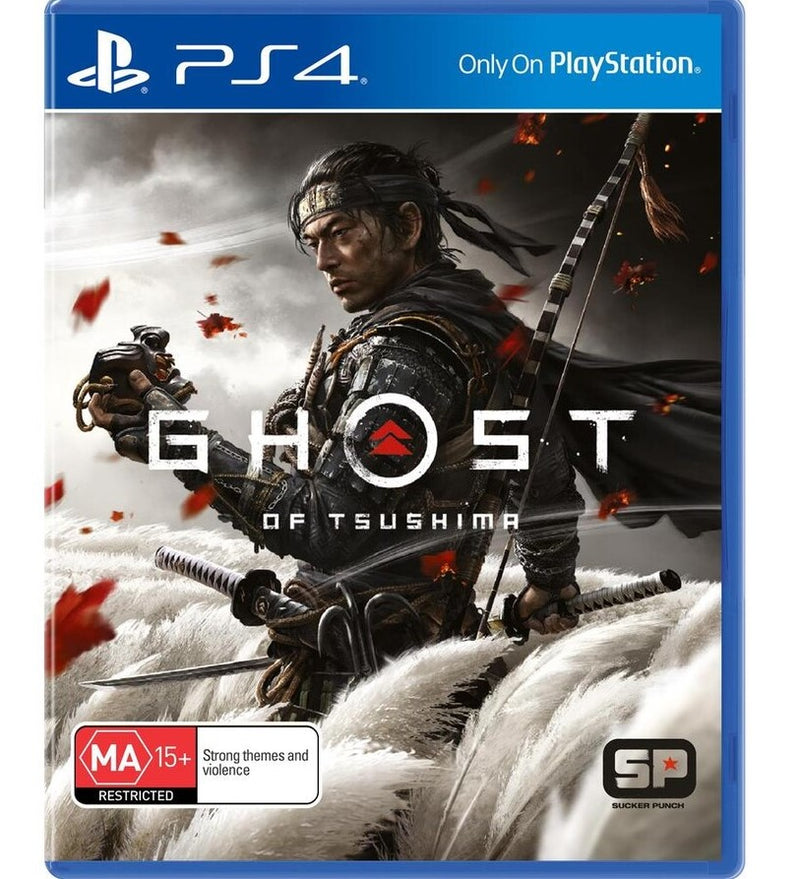 PS4
Only On PlayStation®
GHOST
OF TSUSHIMA
MA 15+
RESTRICTED
Strong themes and
violence
SP
SUCKER PUNCH